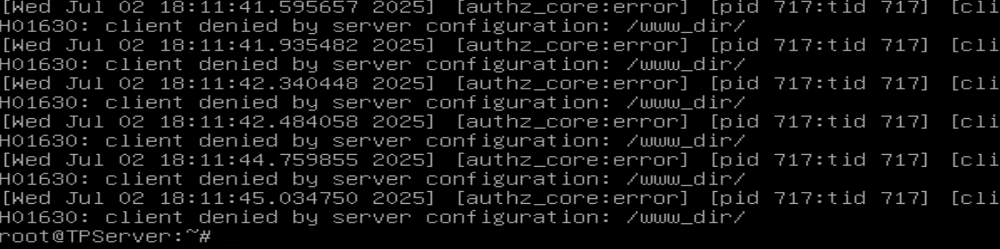 [Wed Jul 02 18:11:41.595657 2025] [authz_core:error] [pid 717:tid 717] [cli
H01630: client denied by server configuration: /www_dir/
[Wed Jul 02 18:11:41.935482 2025] [authz_core:error] [pid 717:tid 717] [cli
H01630: client denied by server configuration: /www_dir/
[Wed Jul 02 18:11:42.340448 2025] [authz_core:error] [pid 717:tid 717] [cli
H01630: client denied by server configuration: /www_dir/
[Wed Jul 02 18:11:42.484058 2025] [authz_core:error] [pid 717:tid 717] [cli
H01630: client denied by server configuration: /www_dir/
[Wed Jul 02 18:11:44.759855 2025] [authz_core:error] [pid 717:tid 717] [cli
H01630: client denied by server configuration: /www_dir/
[Wed Jul 02 18:11:45.034750 2025] [authz_core:error] [pid 717:tid 717] [cli
H01630: client denied by server configuration: /www_dir/
root@TPServer:~# _